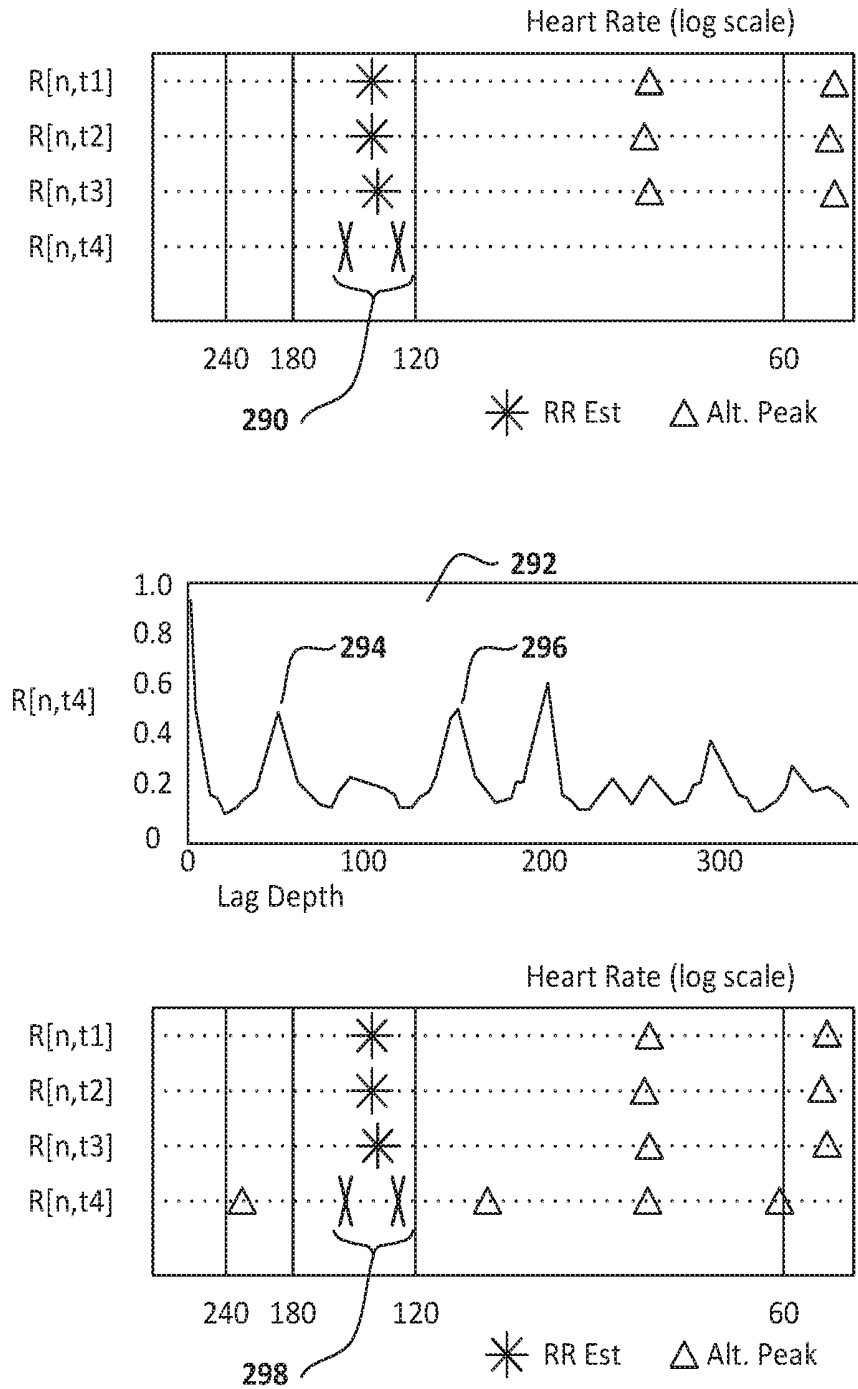 Heart Rate (log scale)
R[n,t1]
R[n,t2]
R[n,t3]
R[n,t4]
240 180 120 60
290
RR Est Alt. Peak
292
1.0
0.8
294 296
0.6
R[n,t4]
0.4
0.2
0
0 100 200 300
Lag Depth
Heart Rate (log scale)
R[n,t1]
R[n,t2]
R[n,t3]
R[n,t4]
240 180 120 60
298
RR Est Alt. Peak